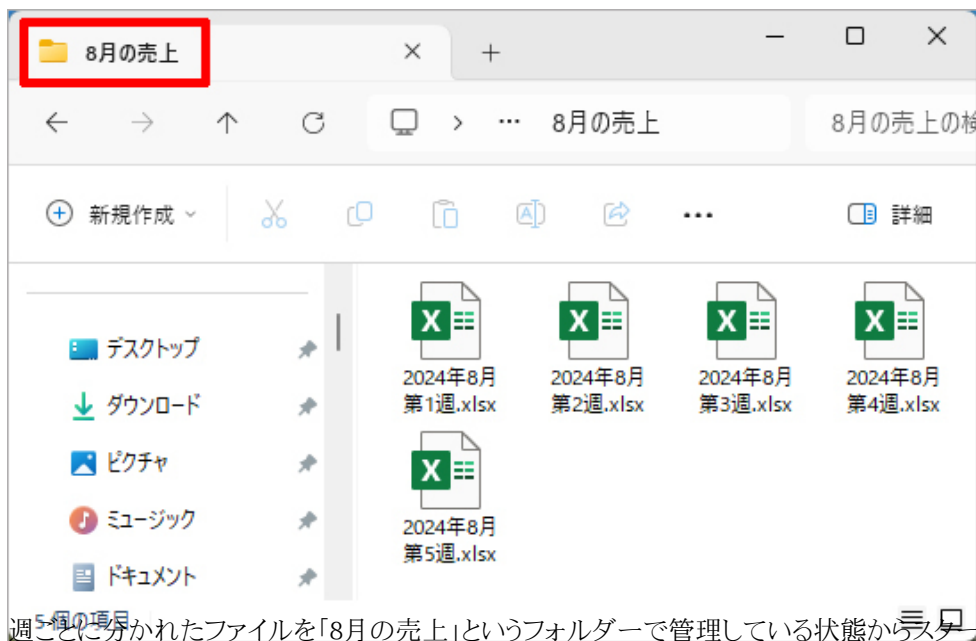 8月の売上
8月の売上
8月の売上の検
新規作成
詳細
デスクトップ
ダウンロード
ピクチャ
ミュージック
ドキュメント
2024年8月
第1週.xlsx
2024年8月
第2週.xlsx
2024年8月
第3週.xlsx
2024年8月
第4週.xlsx
2024年8月
第5週.xlsx
5 個の項目
週ごとに分かれたファイルを「8月の売上」というフォルダーで管理している状態からスター